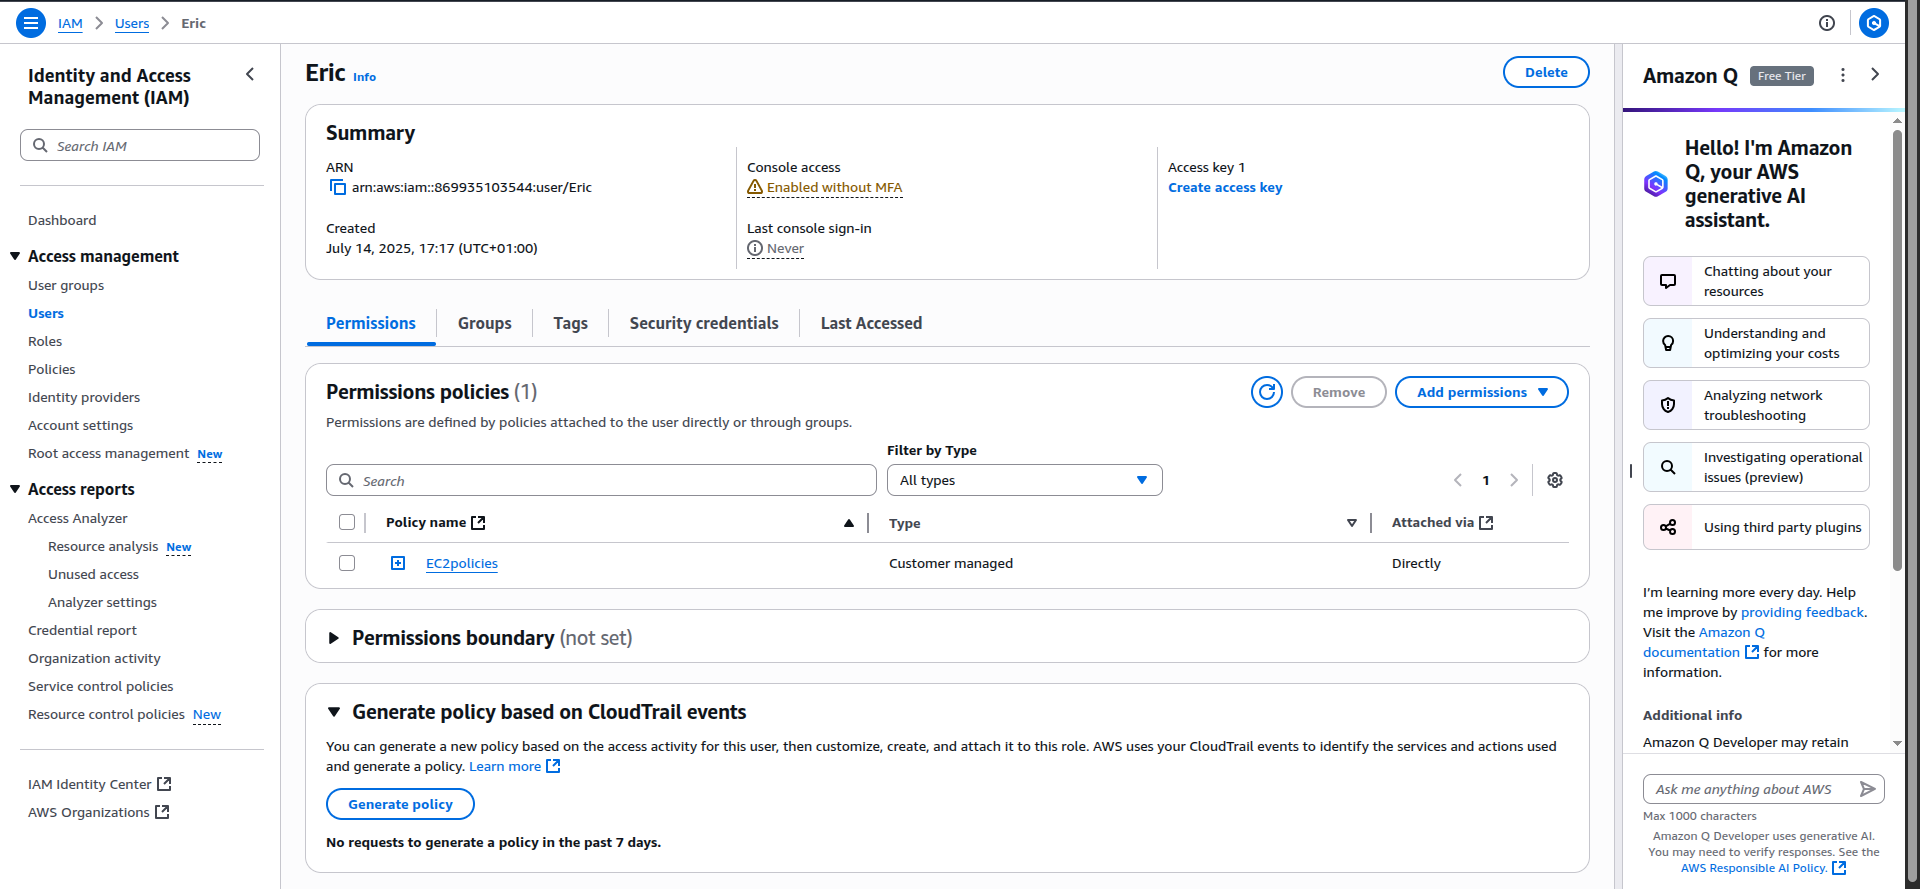 IAM
Users
Eric
Identity and Access
Management (IAM)
Search IAM
Dashboard
Access management
User groups
Users
Roles
Policies
Identity providers
Account settings
Root access management New
Access reports
Access Analyzer
Resource analysis New
Unused access
Analyzer settings
Credential report
Organization activity
Service control policies
Resource control policies New
IAM Identity Center
AWS Organizations
Eric Info
Delete
Summary
ARN
arn:aws:iam::869935103544:user/Eric
Created
July 14, 2025, 17:17 (UTC+01:00)
Console access
Enabled without MFA
Last console sign-in
Never
Access key 1
Create access key
Permissions
Groups
Tags
Security credentials
Last Accessed
Permissions policies (1)
Remove
Add permissions
Permissions are defined by policies attached to the user directly or through groups.
Filter by Type
Search
All types
1
Policy name
Type
Attached via
EC2policies
Customer managed
Directly
Permissions boundary (not set)
Generate policy based on CloudTrail events
You can generate a new policy based on the access activity for this user, then customize, create, and attach it to this role. AWS uses your CloudTrail events to identify the services and actions used
and generate a policy. Learn more
Generate policy
No requests to generate a policy in the past 7 days.
Amazon Q Free Tier
Hello! I'm Amazon
Q, your AWS
generative AI
assistant.
Chatting about your
resources
Understanding and
optimizing your costs
Analyzing network
troubleshooting
Investigating operational
issues (preview)
Using third party plugins
I'm learning more every day. Help
me improve by providing feedback.
Visit the Amazon Q
documentation for more
information.
Additional info
Amazon Q Developer may retain
Ask me anything about AWS
Max 1000 characters
Amazon Q Developer uses generative AI.
You may need to verify responses. See the
AWS Responsible AI Policy.